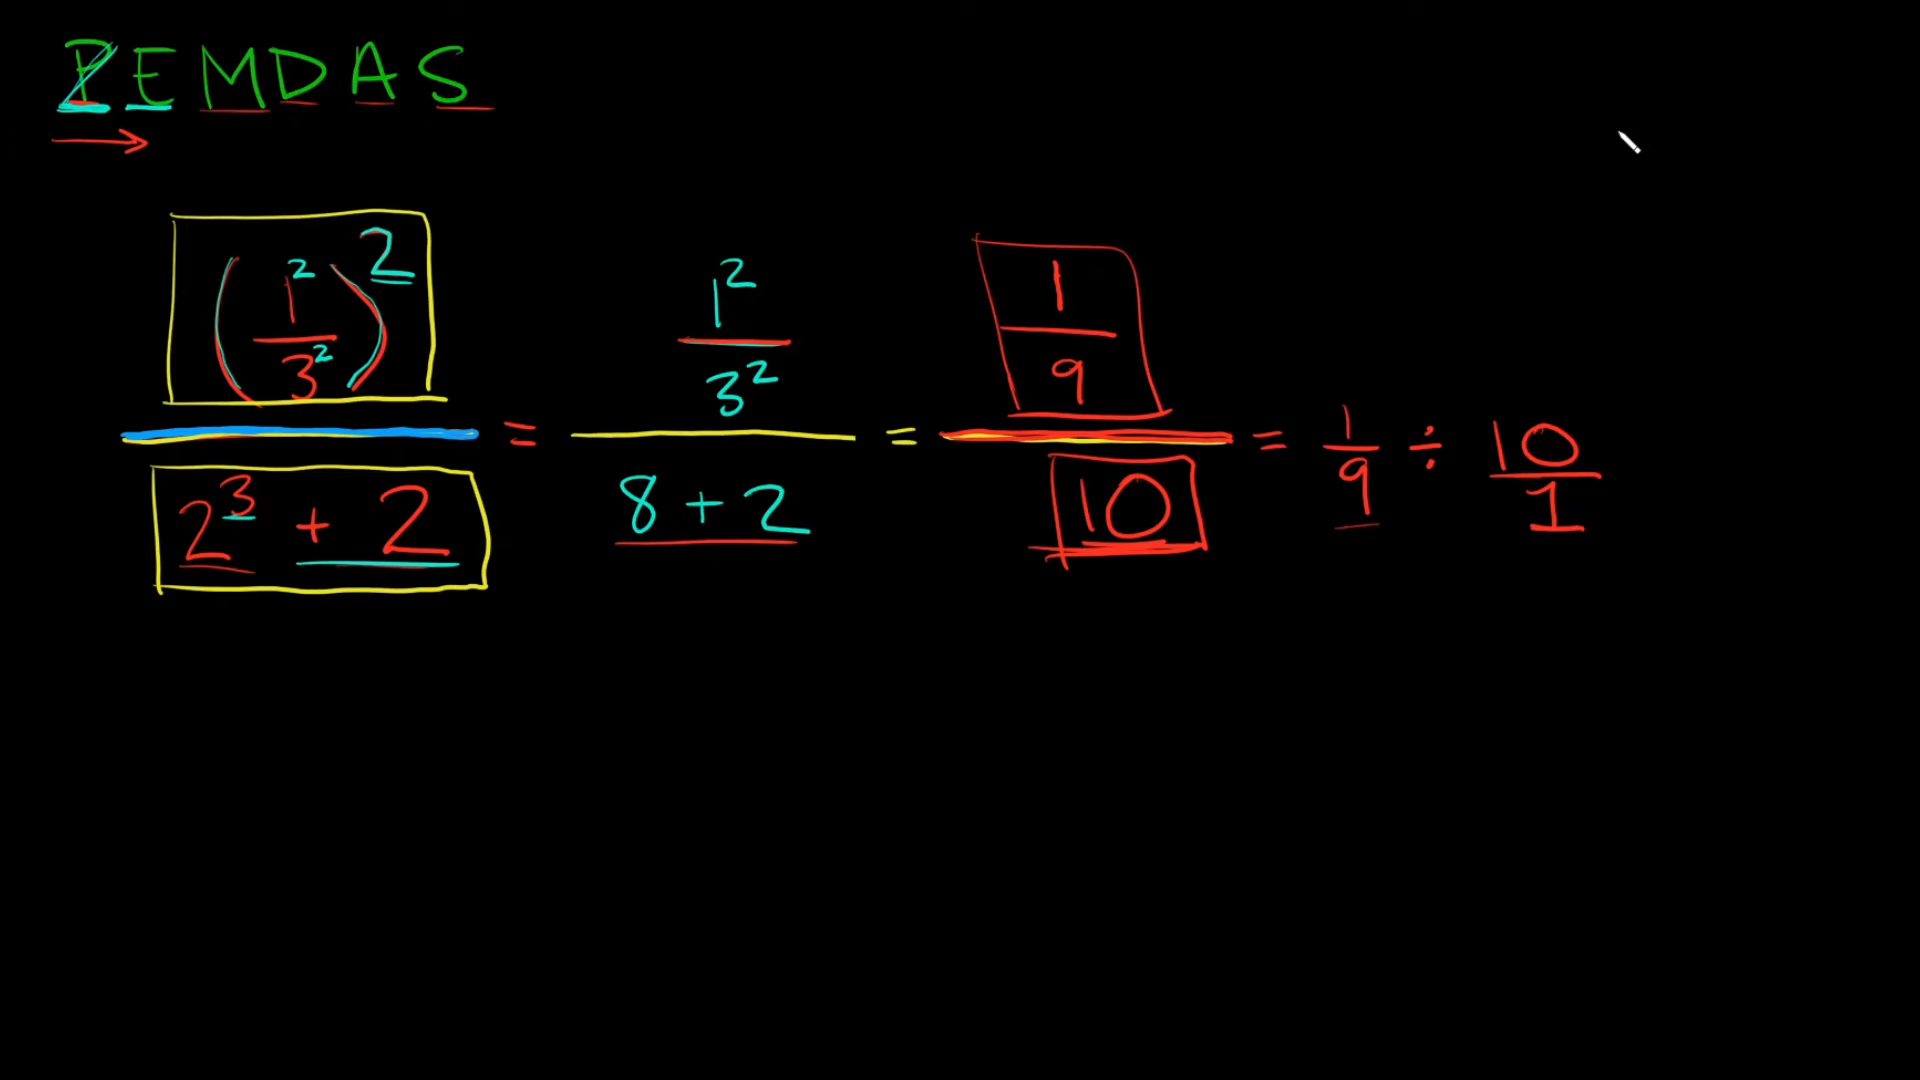 PEMDAS
(1²/3²)² / (2³ + 2) = (1²/3²) / (8 + 2) = (1/9) / 10 = 1/9 ÷ 10/1